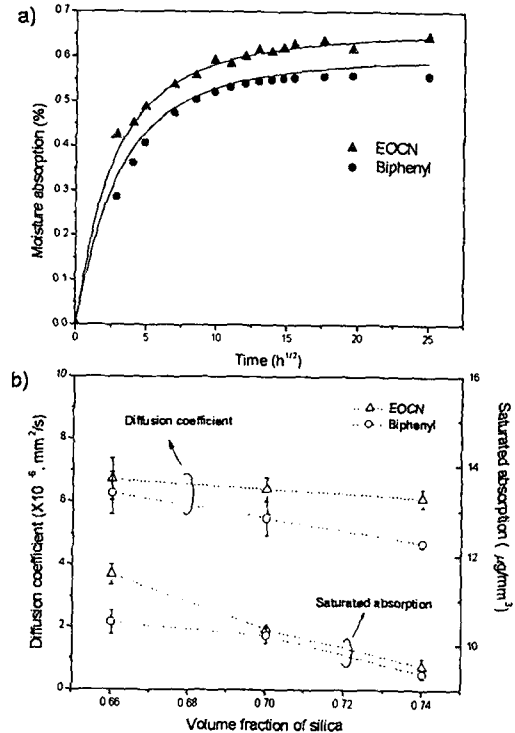 a)
0.7
0.6
0.5
0.4
0.3
0.2
0.1
0.0
0
5
10
15
20
25
Moisture absorption (%)
Time (h1/2)
EOCN
Biphenyl
b)
10
8
6
4
2
0
16
14
12
10
0.66
0.68
0.70
0.72
0.74
Diffusion coefficient (X10-6, mm2/s)
Saturated absorption ( μg/mm3)
Volume fraction of silica
Diffusion coefficient
EOCN
Biphenyl
Saturated absorption